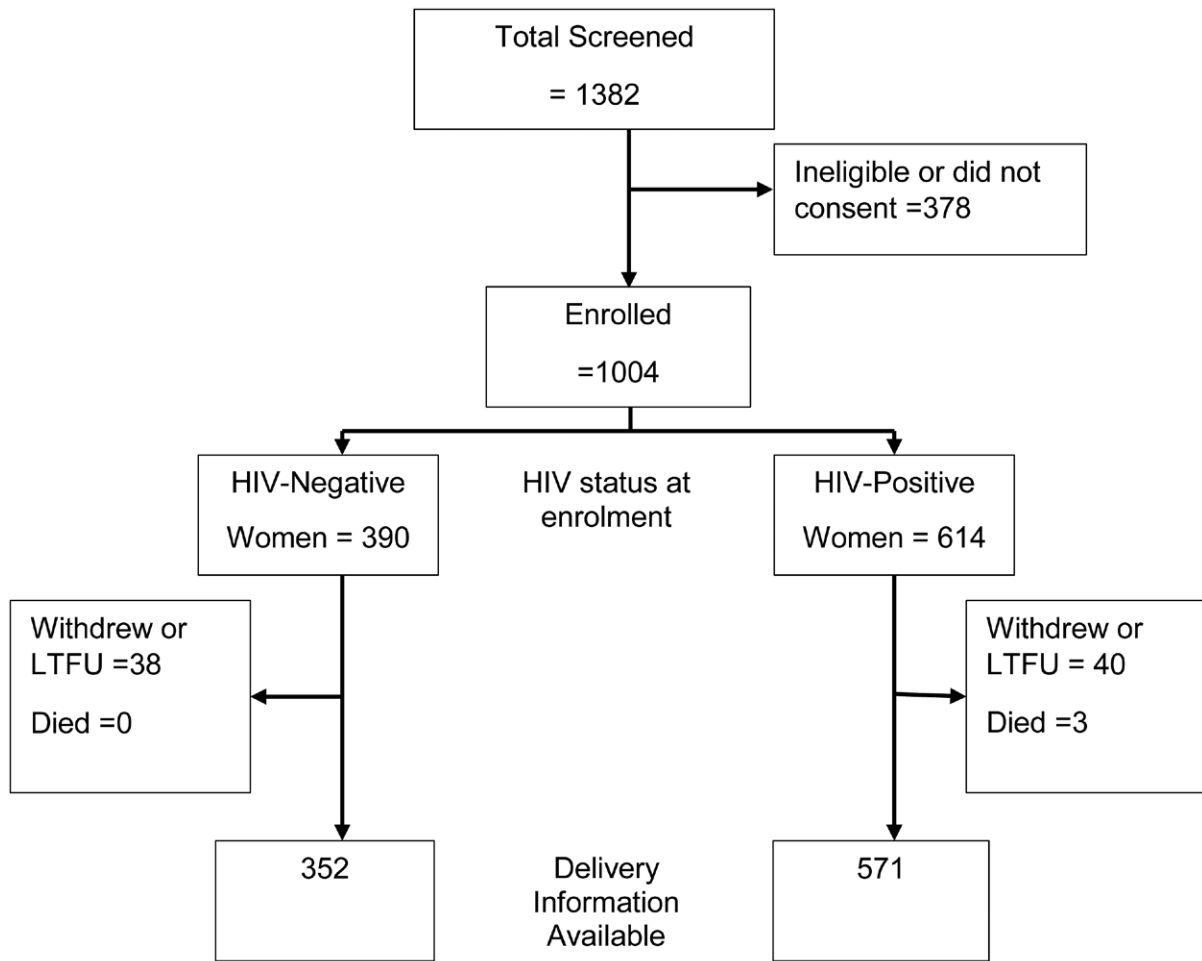 Total Screened
= 1382
Ineligible or did not
consent =378
Enrolled
=1004
HIV-Negative
Women = 390
HIV status at
enrolment
HIV-Positive
Women = 614
Withdrew or
LTFU =38
Died =0
Withdrew or
LTFU = 40
Died =3
352
Delivery
Information
Available
571